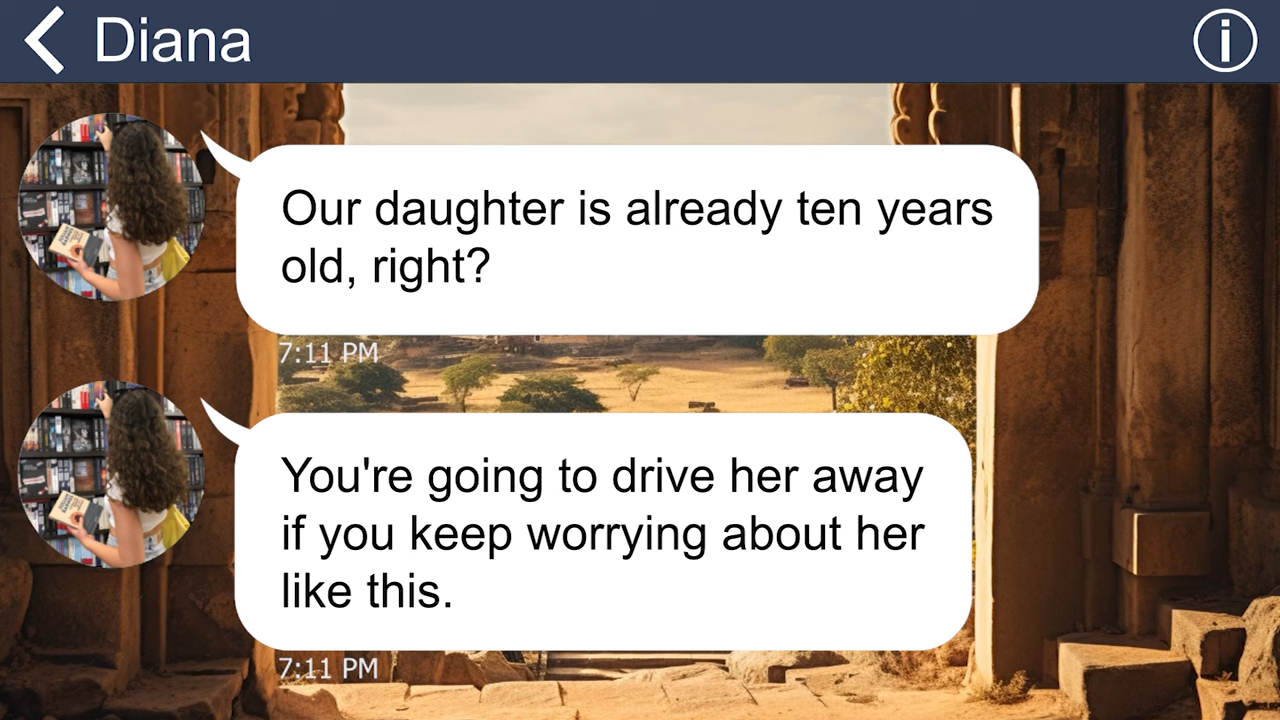 Diana
Our daughter is already ten years
old, right?
7:11 PM
You're going to drive her away
if you keep worrying about her
like this.
7:11 PM